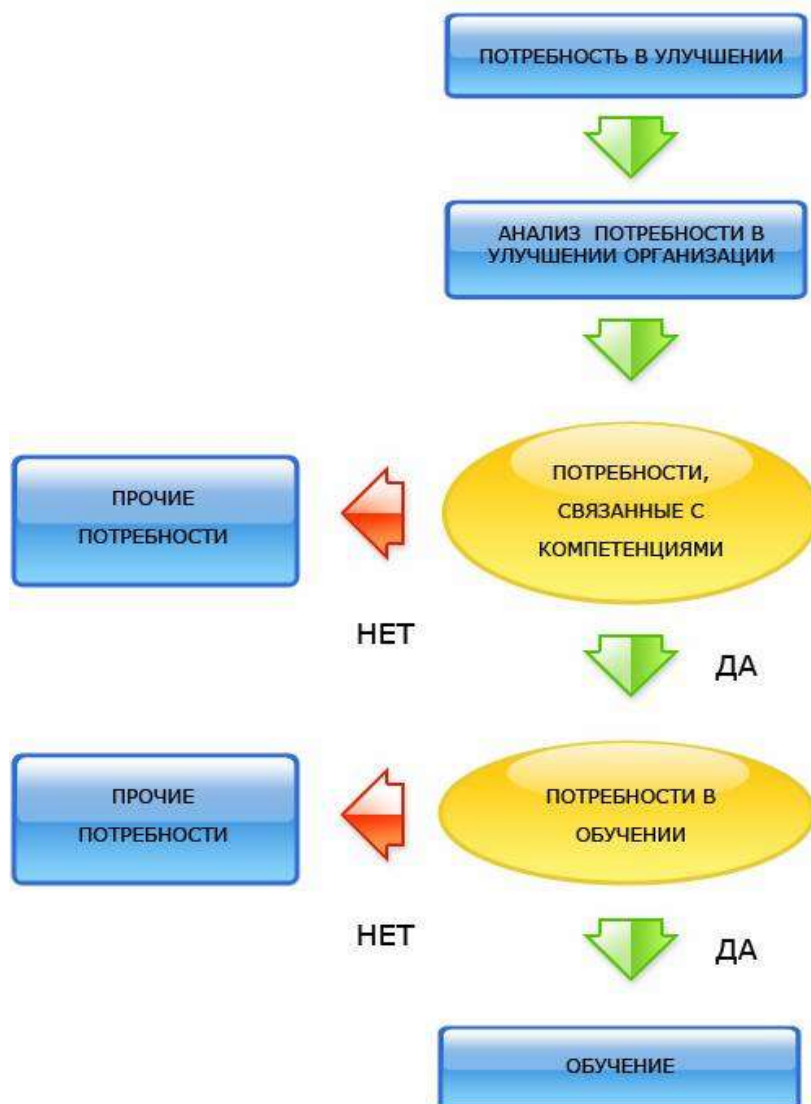 ПОТРЕБНОСТЬ В УЛУЧШЕНИИ
АНАЛИЗ ПОТРЕБНОСТИ В
УЛУЧШЕНИИ ОРГАНИЗАЦИИ
ПОТРЕБНОСТИ,
СВЯЗАННЫЕ С
КОМПЕТЕНЦИЯМИ
ПРОЧИЕ
ПОТРЕБНОСТИ
НЕТ
ДА
ПОТРЕБНОСТИ В
ОБУЧЕНИИ
ПРОЧИЕ
ПОТРЕБНОСТИ
НЕТ
ДА
ОБУЧЕНИЕ